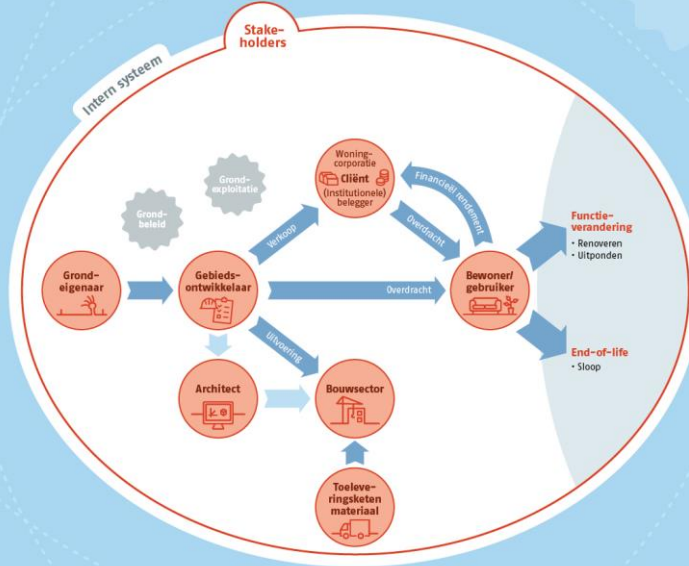 Stake-
holders
Intern systeem
Grond-
exploitatie
Grond-
beleid
Woning-
corporatie
Cliënt
(Institutionele)
belegger
Financieël rendement
Verkoop
Overdracht
Functie-
verandering
• Renoveren
• Uitponden
Grond-
eigenaar
Gebieds-
ontwikkelaar
Overdracht
Bewoner/
gebruiker
Uitvoering
End-of-life
• Sloop
Architect
Bouwsector
Toeleve-
ringsketen
materiaal